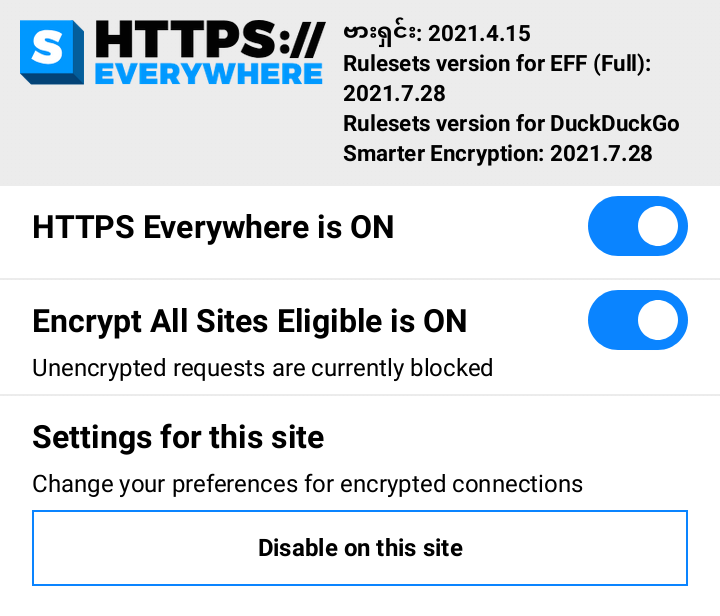 S
HTTPS://
EVERYWHERE
ဗားရှင်း: 2021.4.15
Rulesets version for EFF (Full):
2021.7.28
Rulesets version for DuckDuckGo
Smarter Encryption: 2021.7.28
HTTPS Everywhere is ON
Encrypt All Sites Eligible is ON
Unencrypted requests are currently blocked
Settings for this site
Change your preferences for encrypted connections
Disable on this site